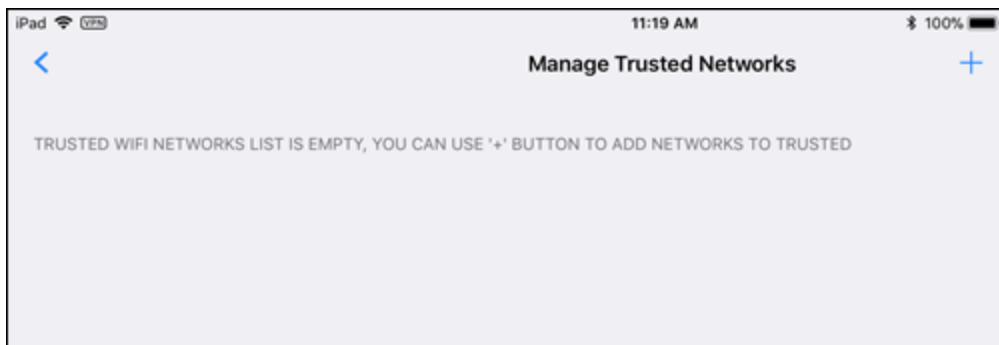 iPad VPN 11:19 AM 100%
Manage Trusted Networks
TRUSTED WIFI NETWORKS LIST IS EMPTY, YOU CAN USE '+' BUTTON TO ADD NETWORKS TO TRUSTED